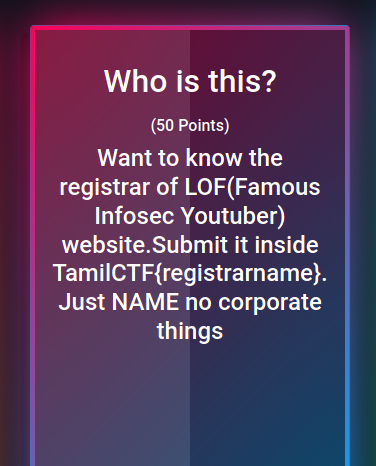 Who is this?
(50 Points)
Want to know the
registrar of LOF(Famous
Infosec Youtuber)
website.Submit it inside
TamilCTF{registrarname}.
Just NAME no corporate
things